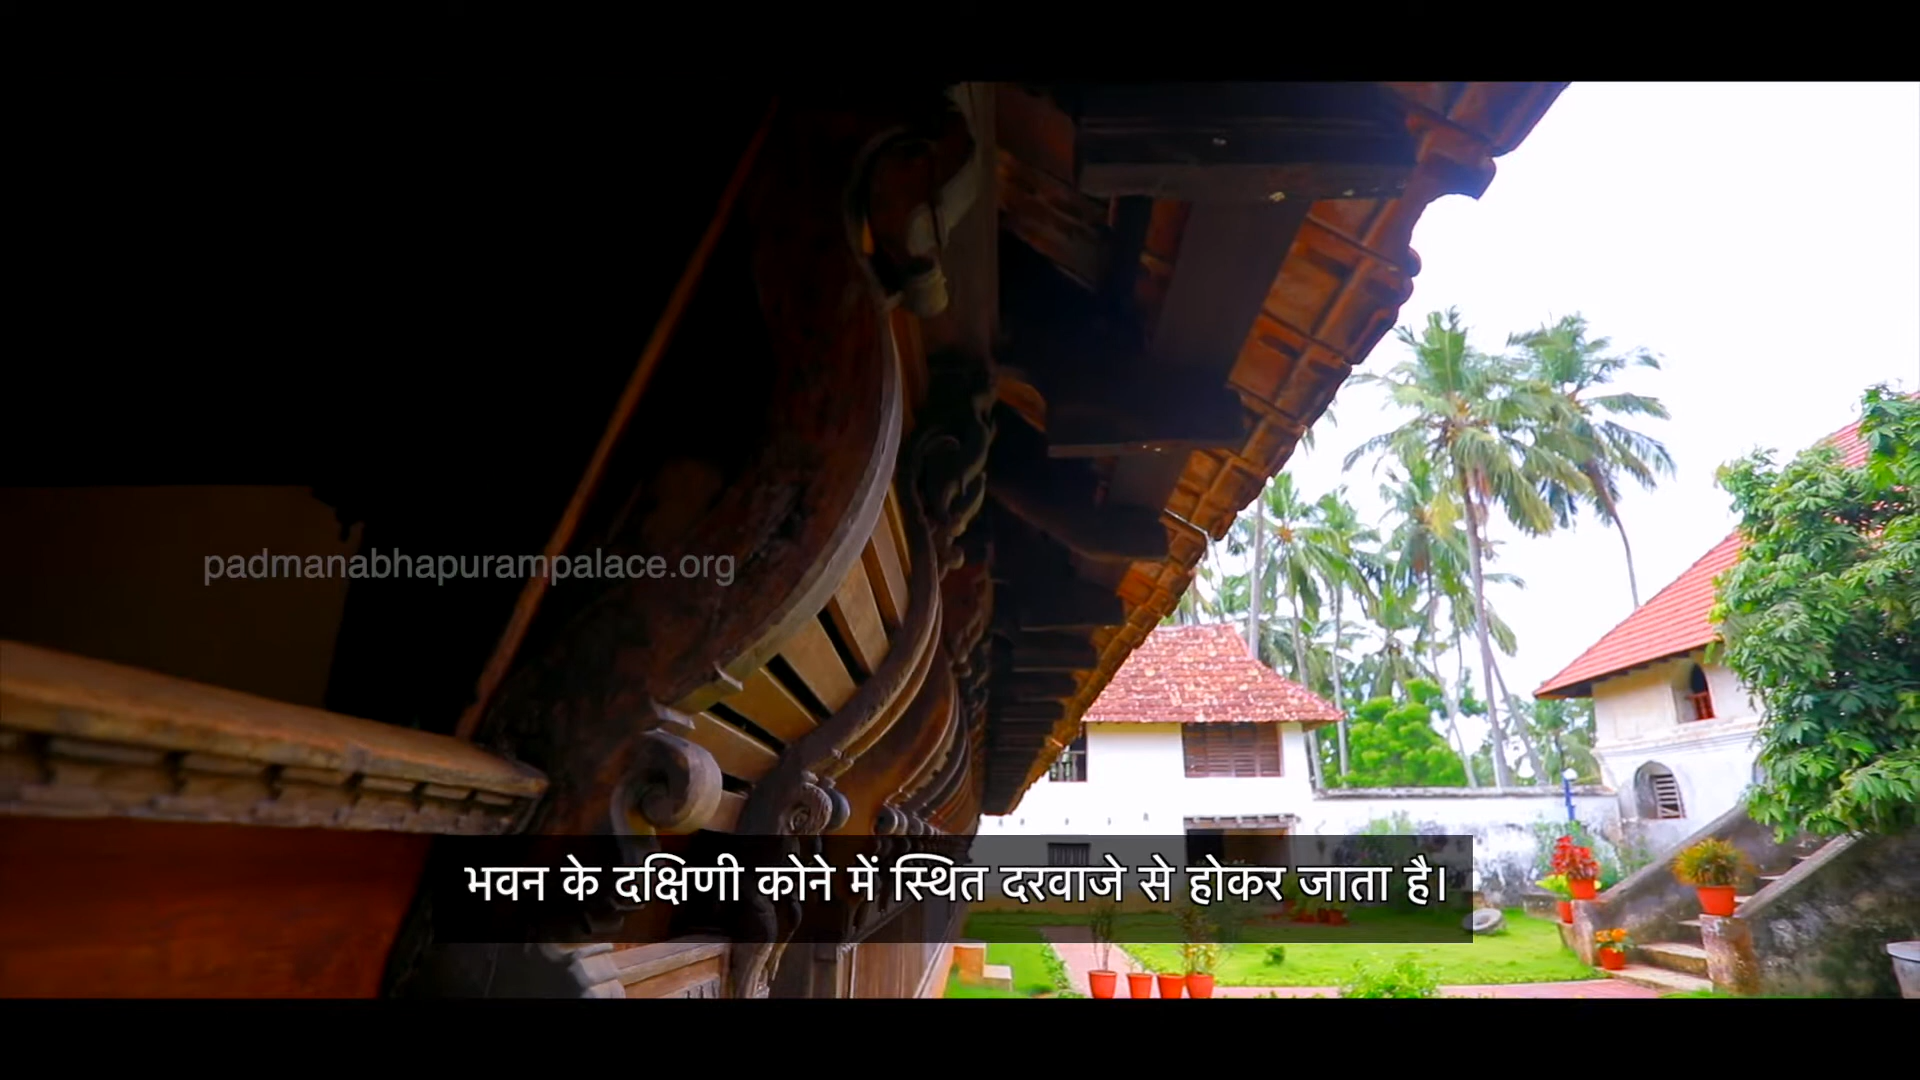 padmanabhapurampalace.org
भवन के दक्षिणी कोने में स्थित दरवाजे से होकर जाता है।